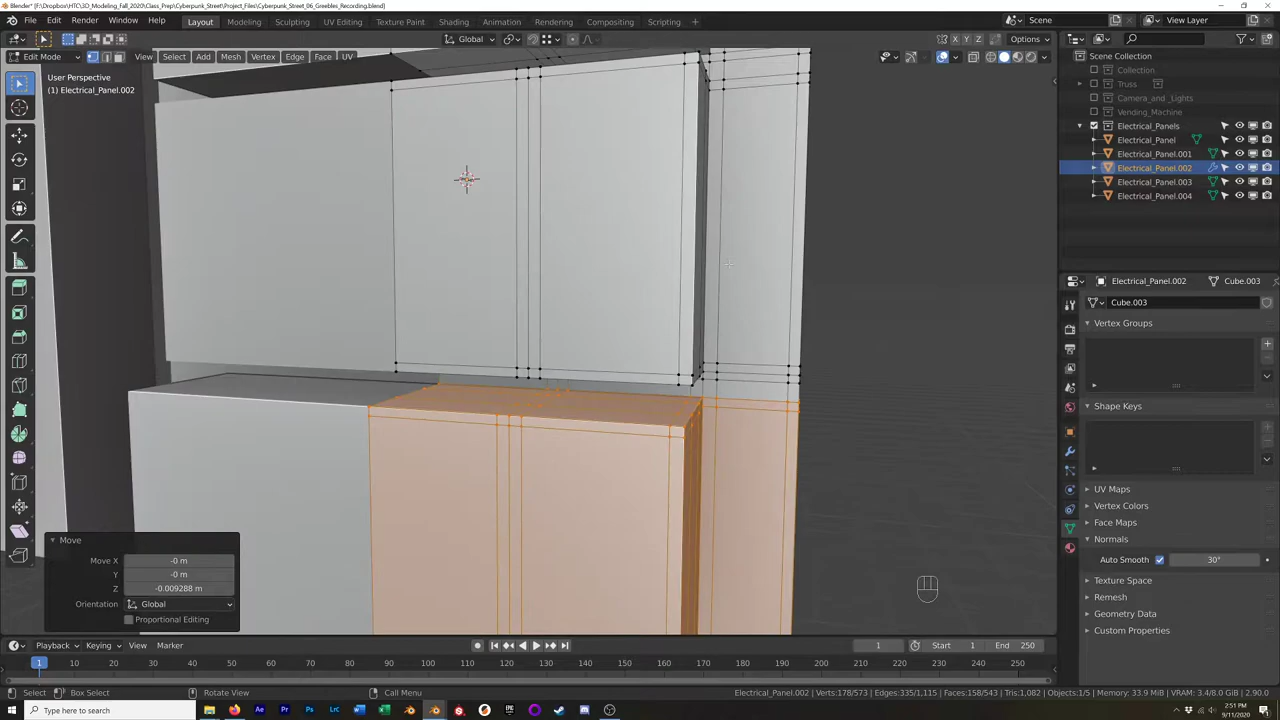 Blender* [D:\Dropbox\HTC\3D_Modeling_Fall_2020\Class_Prep\Cyberpunk_Street\Project_Files\Cyberpunk_Street_06_Greebles_Recording.blend]
File Edit Render Window Help Layout Modeling Sculpting UV Editing Texture Paint Shading Animation Rendering Compositing Scripting + Scene View Layer
Global Options
Edit Mode View Select Add Mesh Vertex Edge Face UV X Y Z
User Perspective
(1) Electrical_Panel.002
Scene Collection
Collection
Truss
Camera_and_Lights
Vending_Machine
Electrical_Panels
Electrical_Panel
Electrical_Panel.001
Electrical_Panel.002
Electrical_Panel.003
Electrical_Panel.004
Electrical_Panel.002 Cube.003
Cube.003
Vertex Groups
Shape Keys
UV Maps
Vertex Colors
Face Maps
Normals
Auto Smooth 30°
Texture Space
Remesh
Geometry Data
Custom Properties
Move
Move X -0 m
Y -0 m
Z -0.009288 m
Orientation Global
Proportional Editing
Playback Keying View Marker 1 Start 1 End 250
1 10 20 30 40 50 60 70 80 90 100 110 120 130 140 150 160 170 180 190 200 210 220 230 240 250
Select Box Select Rotate View Call Menu Electrical_Panel.002 | Verts:178/573 | Edges:335/1,115 | Faces:158/543 | Tris:1,082 | Objects:1/5 | Memory: 33.9 MiB | VRAM: 3.4/8.0 GiB | 2.90.0
Type here to search
2:51 PM
9/11/2020